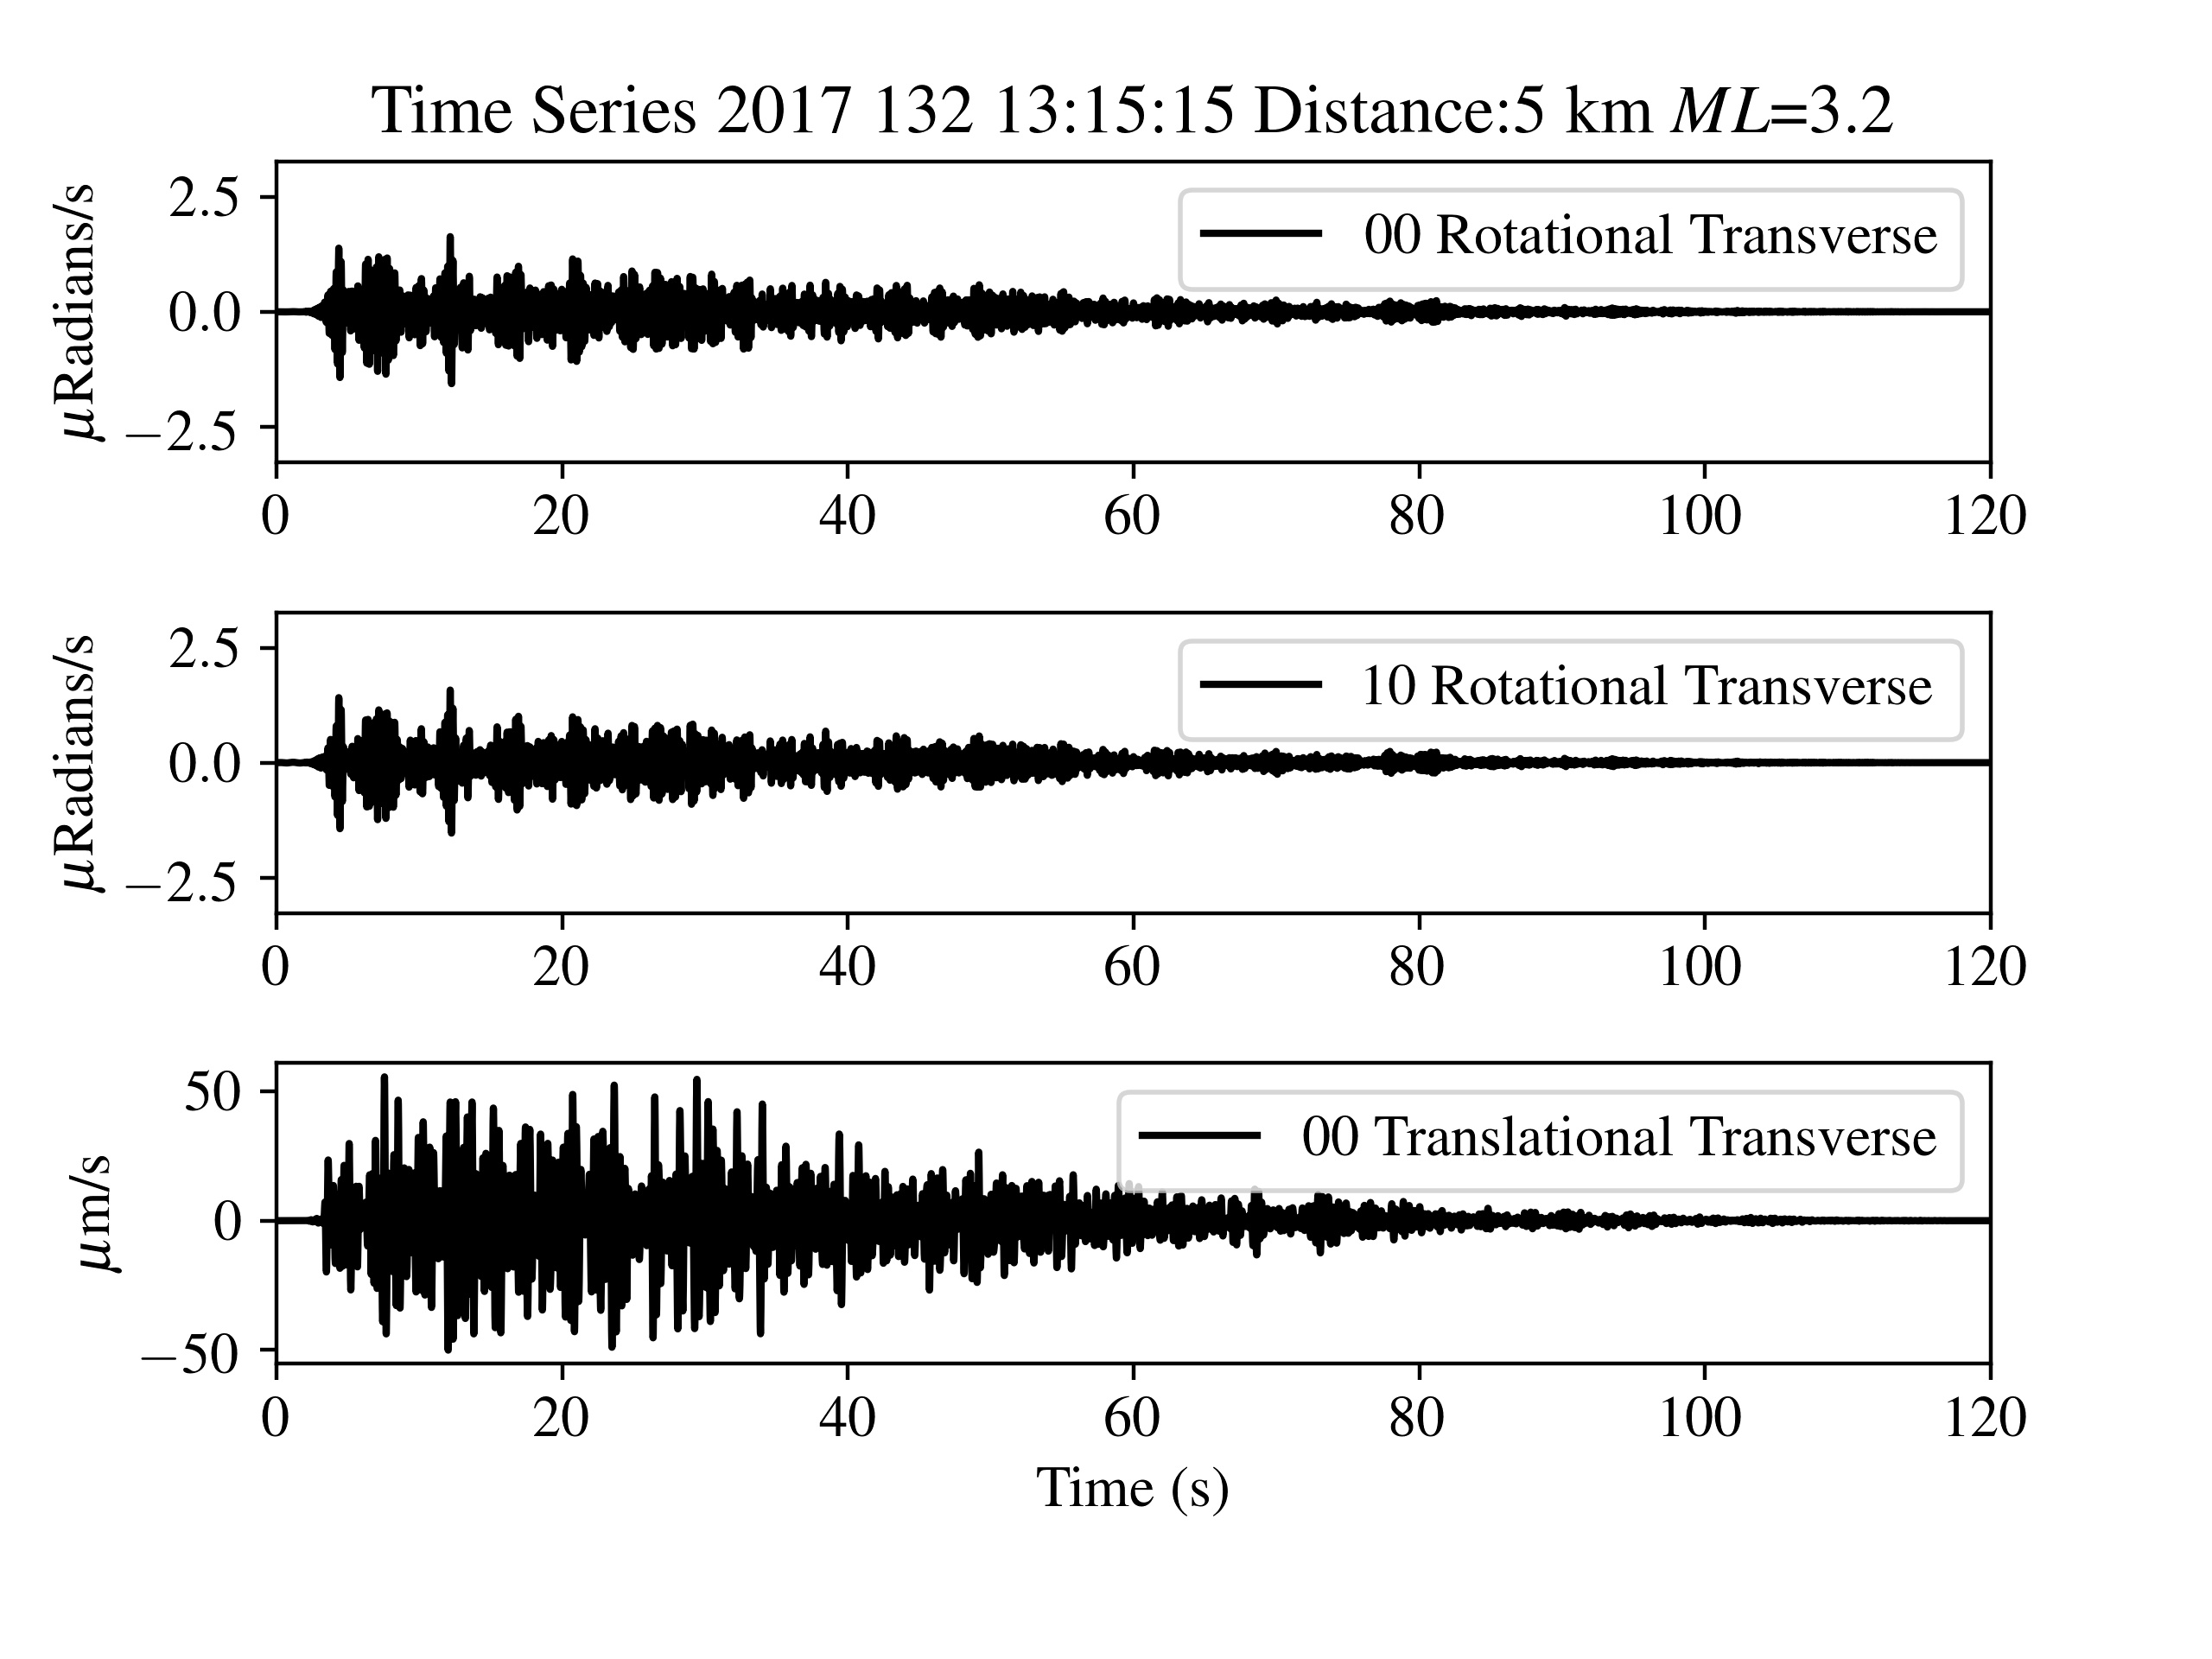 Time Series 2017 132 13:15:15 Distance:5 km ML=3.2
μRadians/s
2.5
0.0
−2.5
00 Rotational Transverse
0 20 40 60 80 100 120
μRadians/s
2.5
0.0
−2.5
10 Rotational Transverse
0 20 40 60 80 100 120
μm/s
50
0
−50
00 Translational Transverse
0 20 40 60 80 100 120
Time (s)